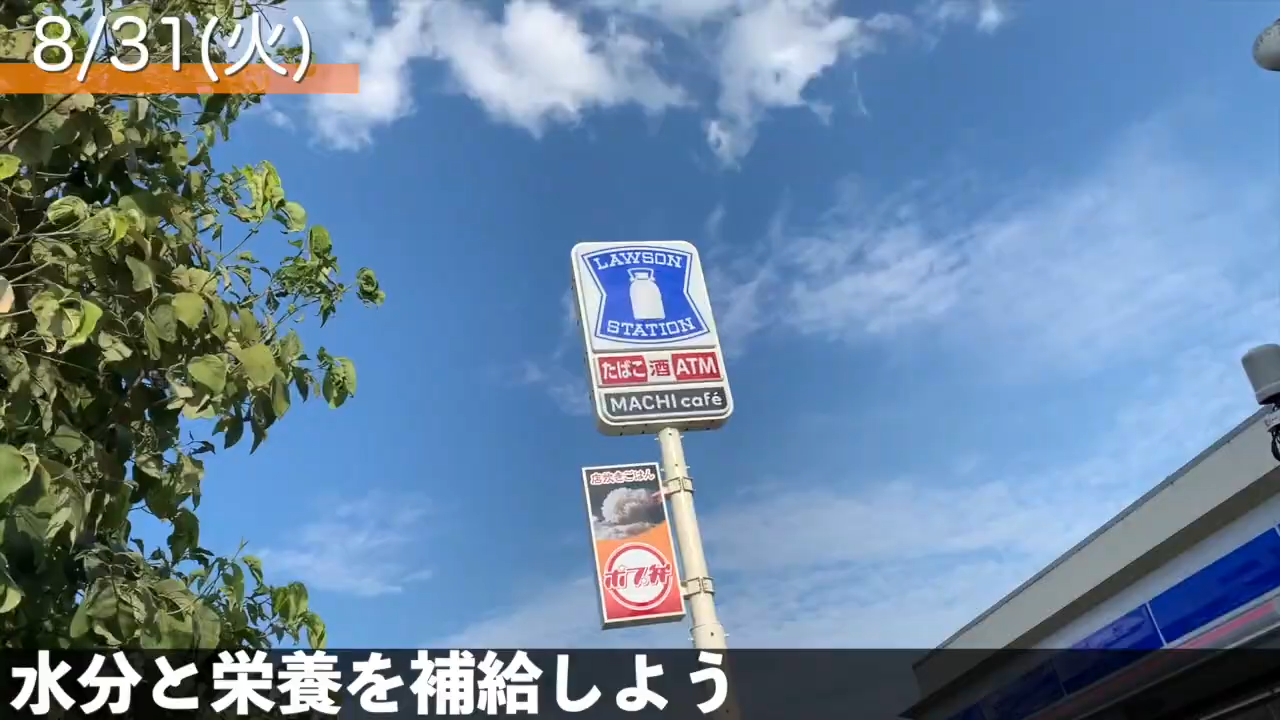 8/31(火)
LAWSON
STATION
たばこ 酒 ATM
MACHI café
店炊きごはん
水分と栄養を補給しよう